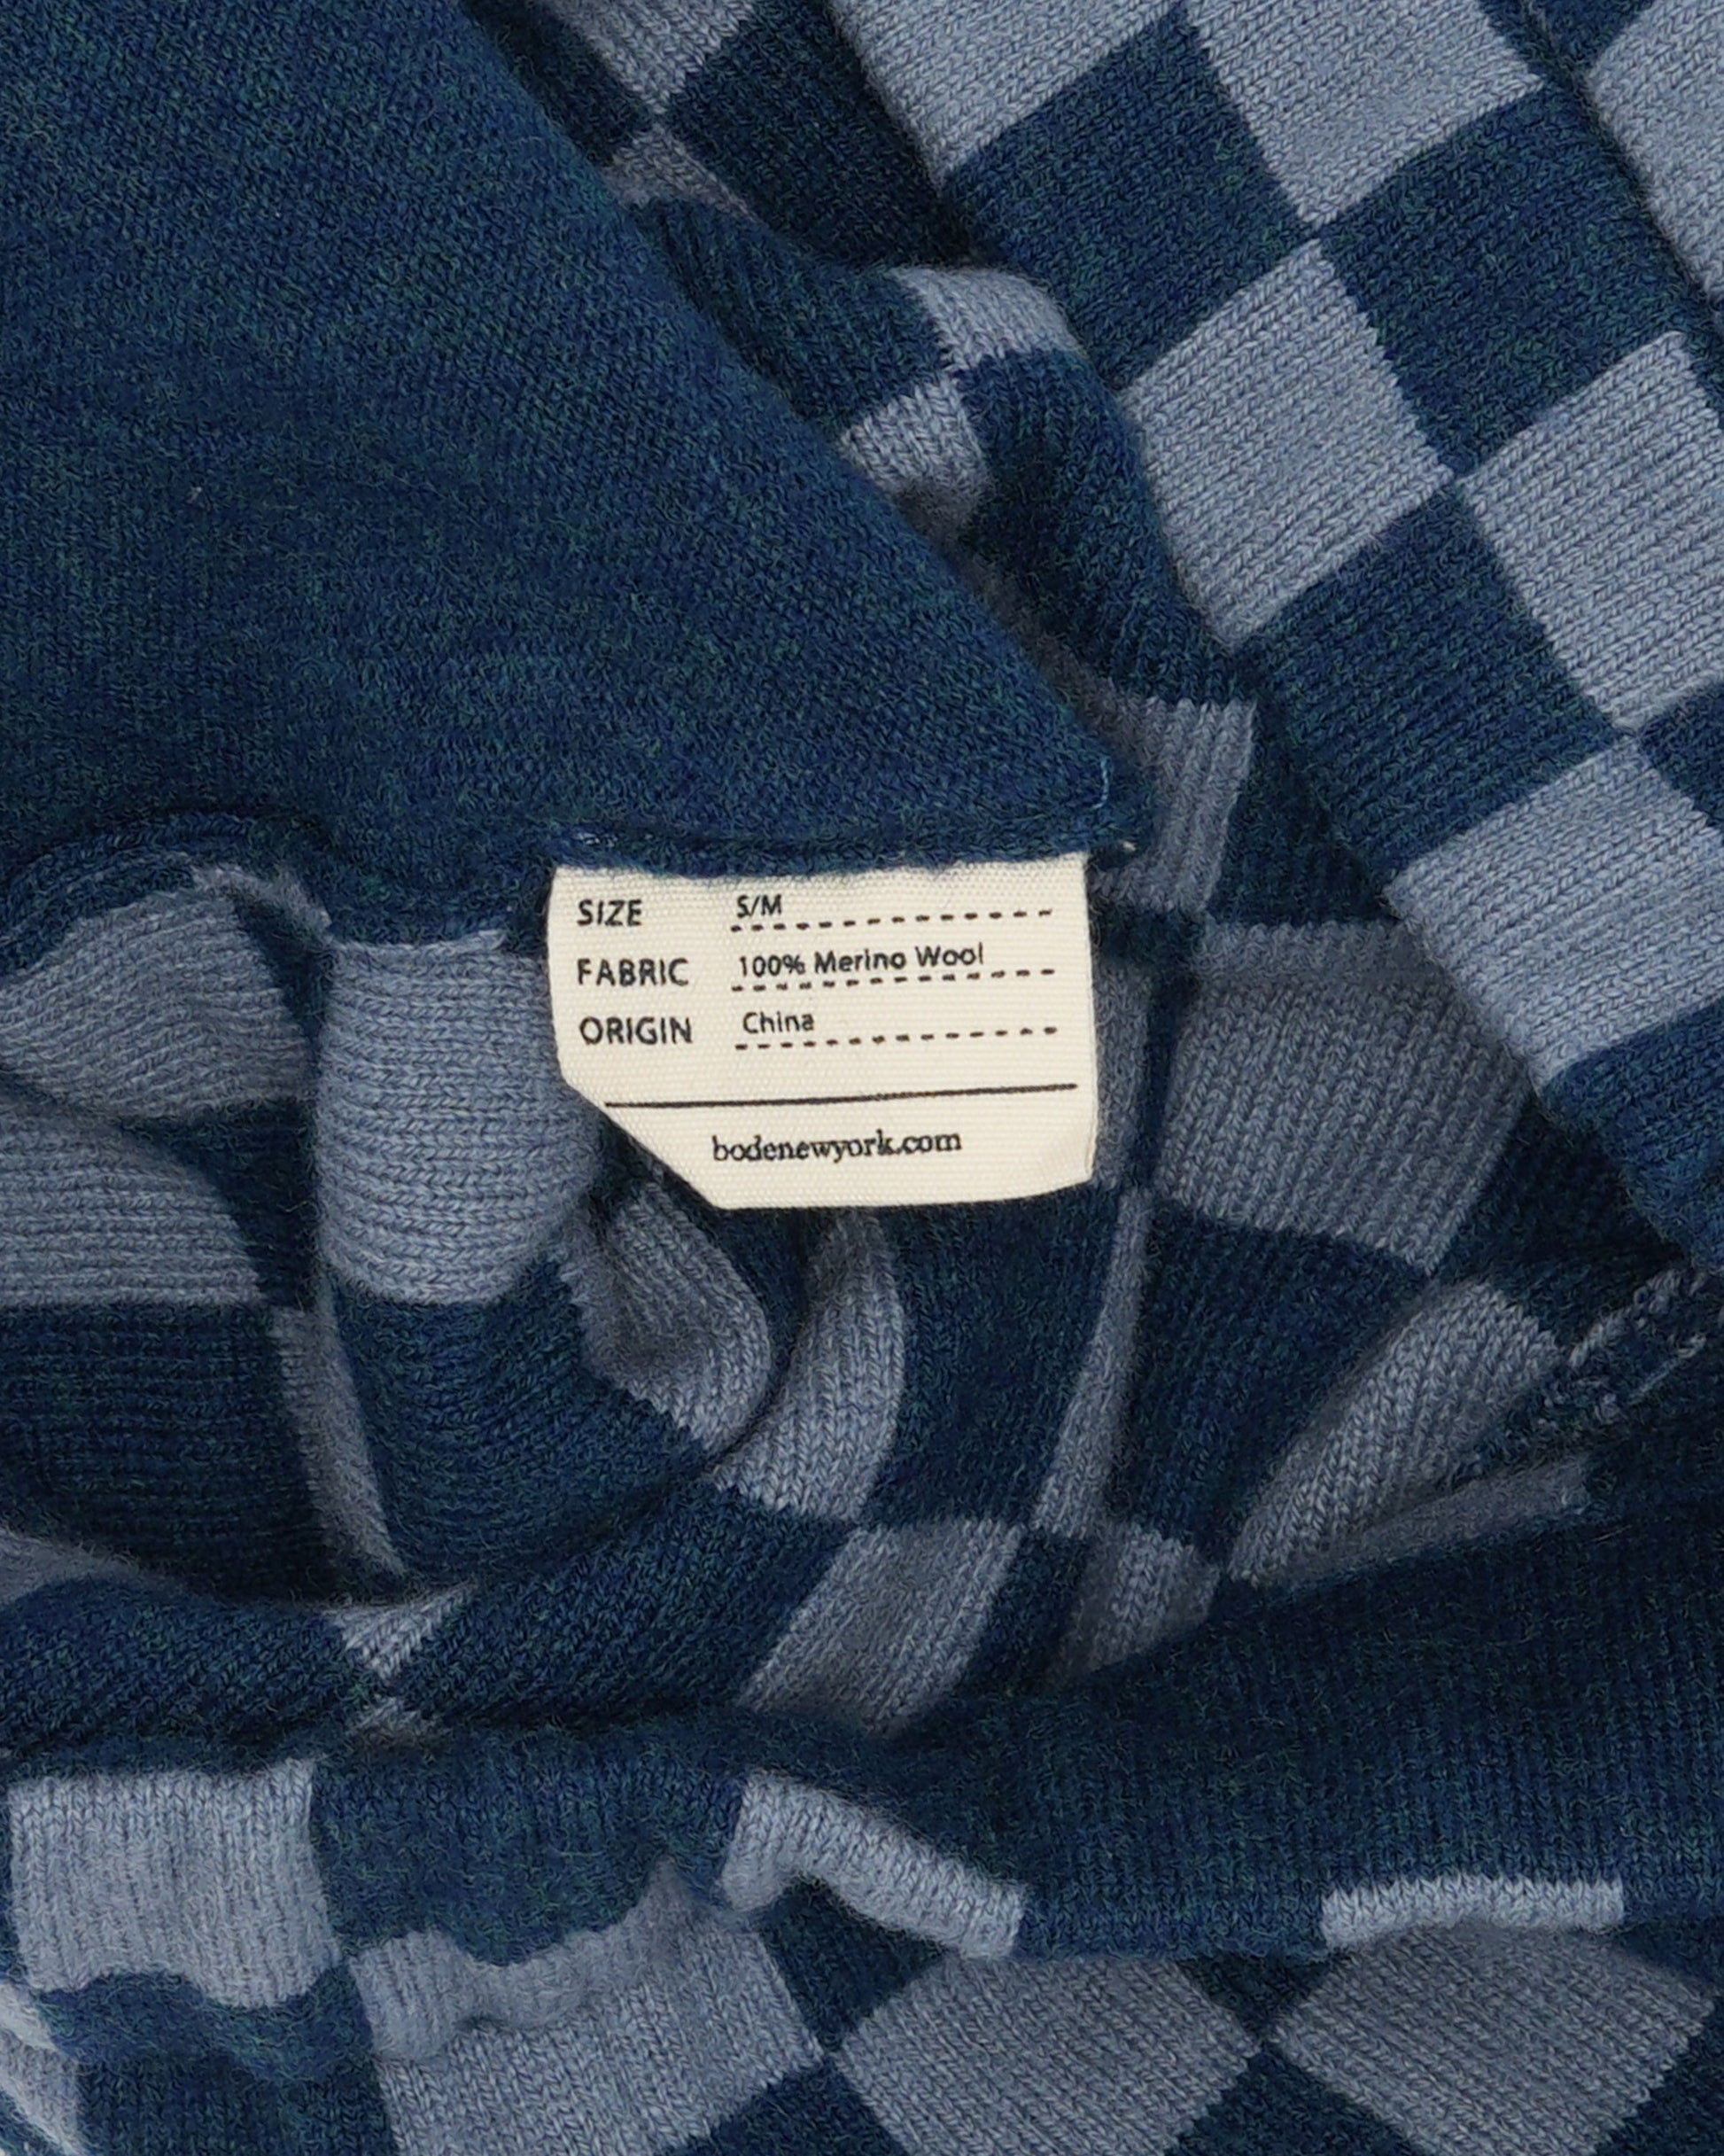 SIZE S/M
FABRIC 100% Merino Wool
ORIGIN China
bodenewyork.com